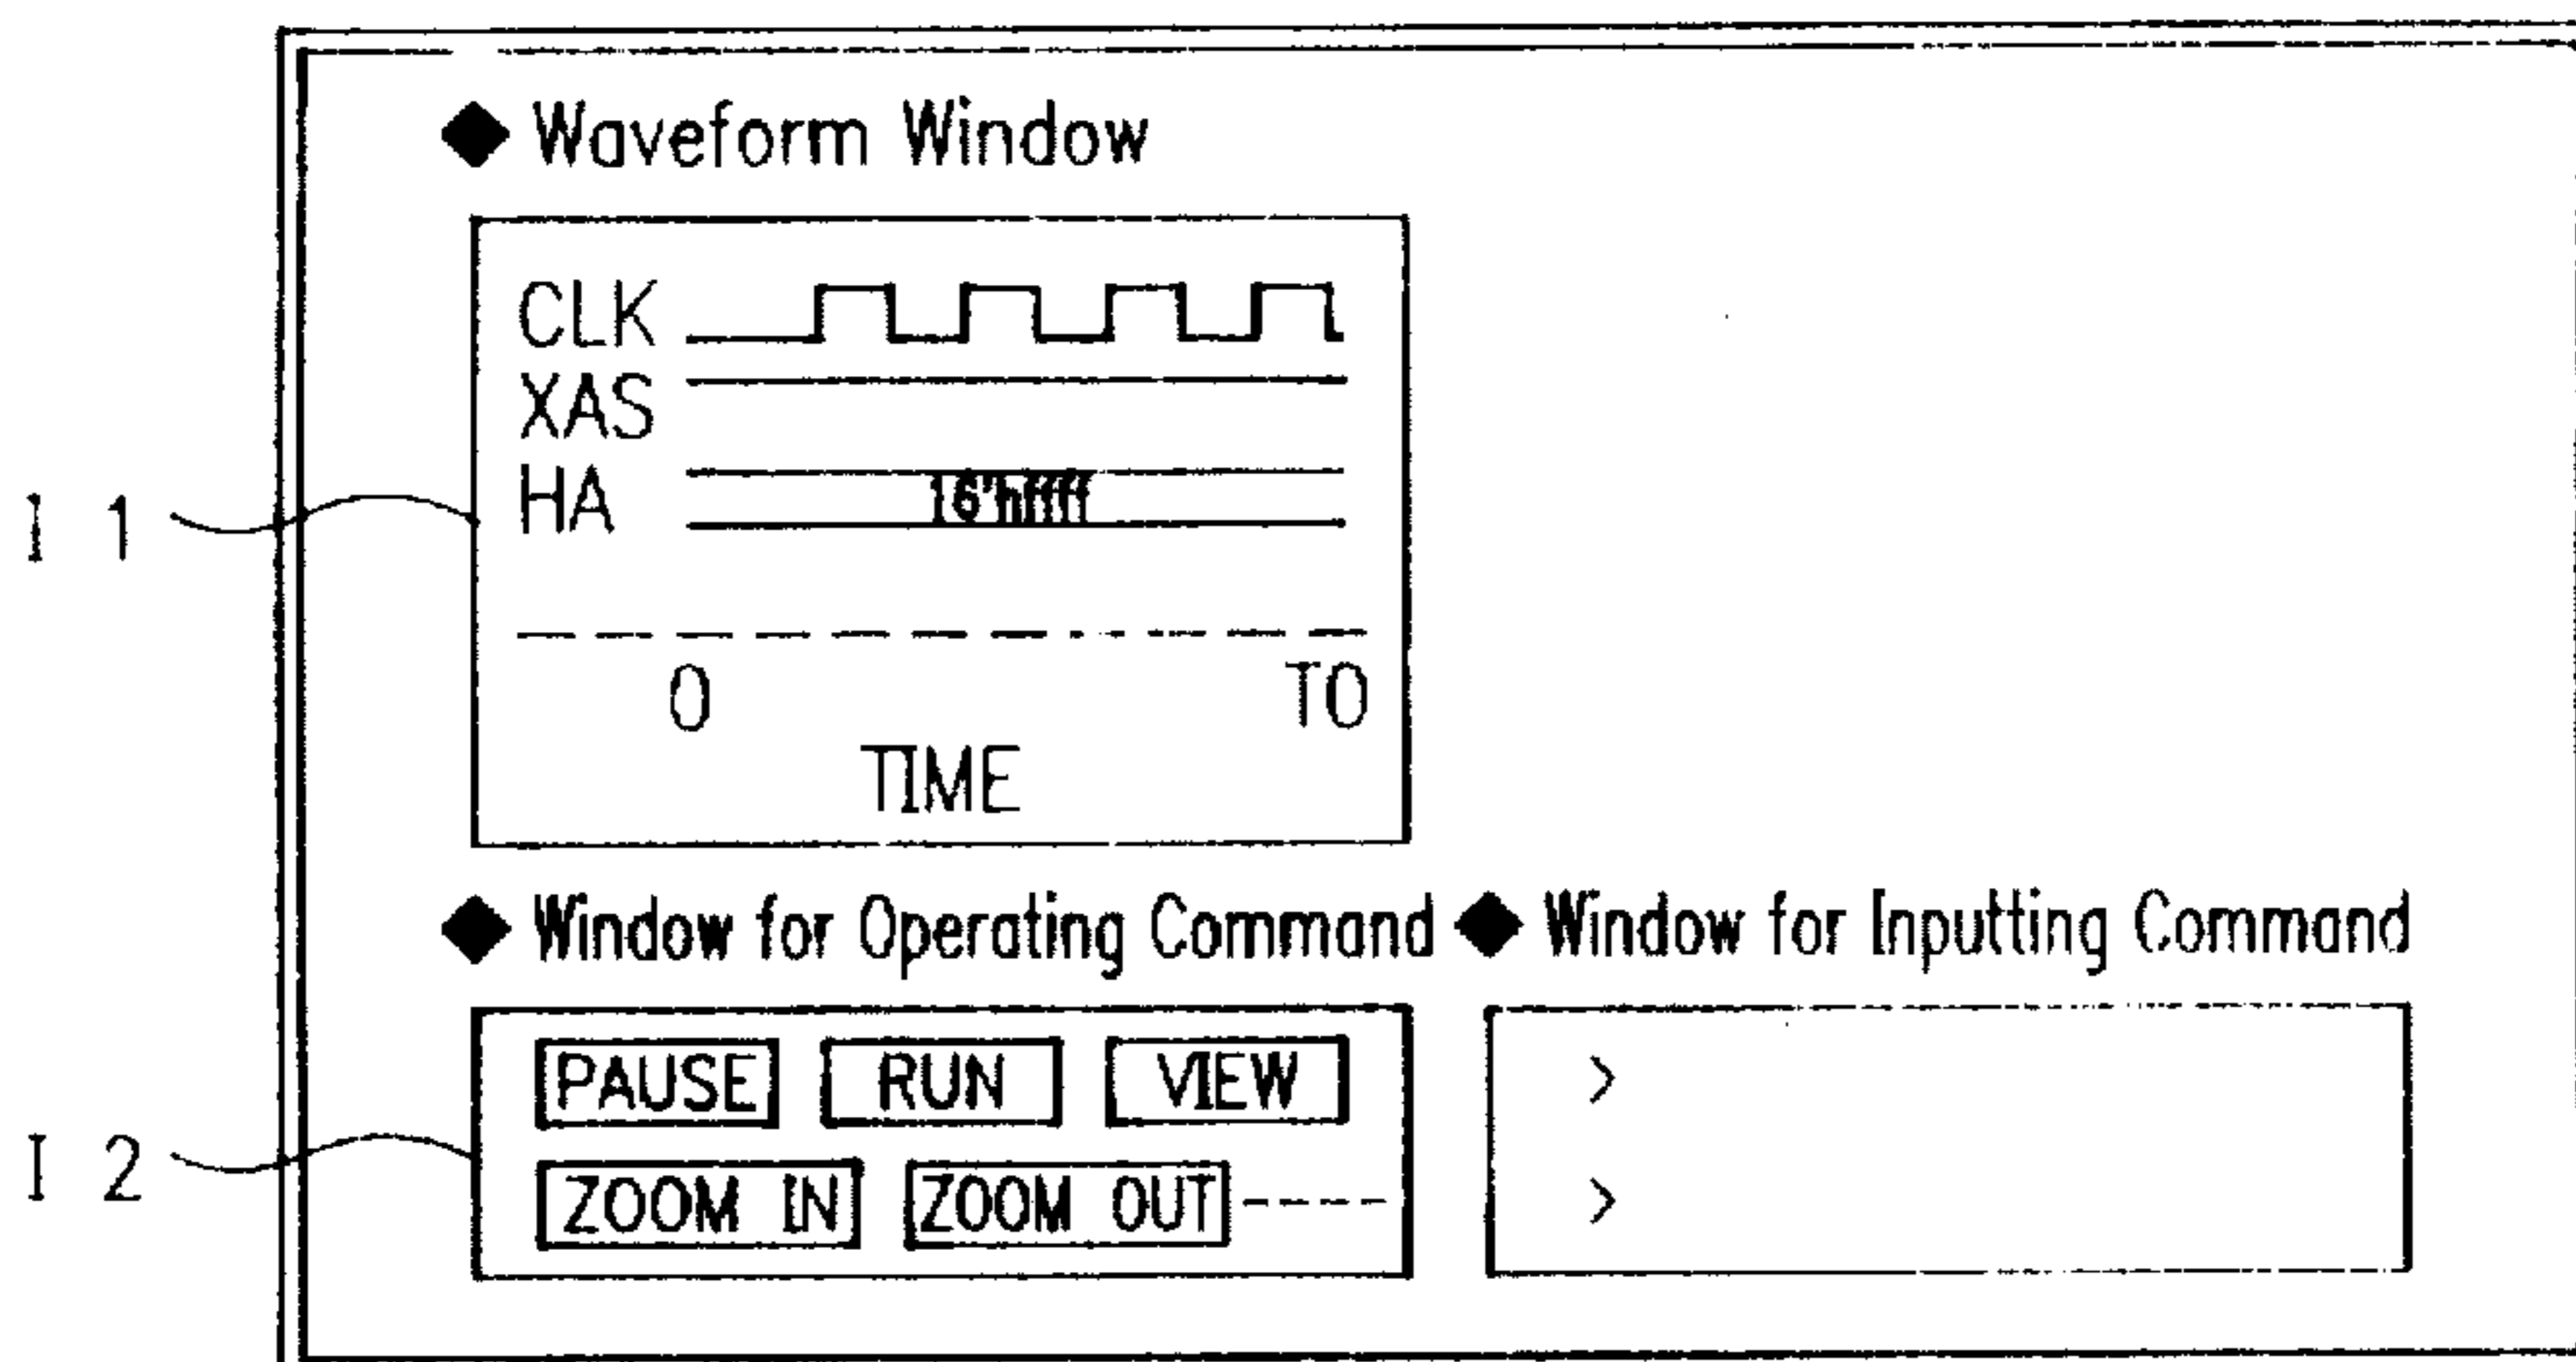 ◆ Waveform Window
CLK
XAS
HA 16'hffff
I 1
0 T0
TIME
◆ Window for Operating Command ◆ Window for Inputting Command
PAUSE RUN VIEW >
I 2
ZOOM IN ZOOM OUT ---- >